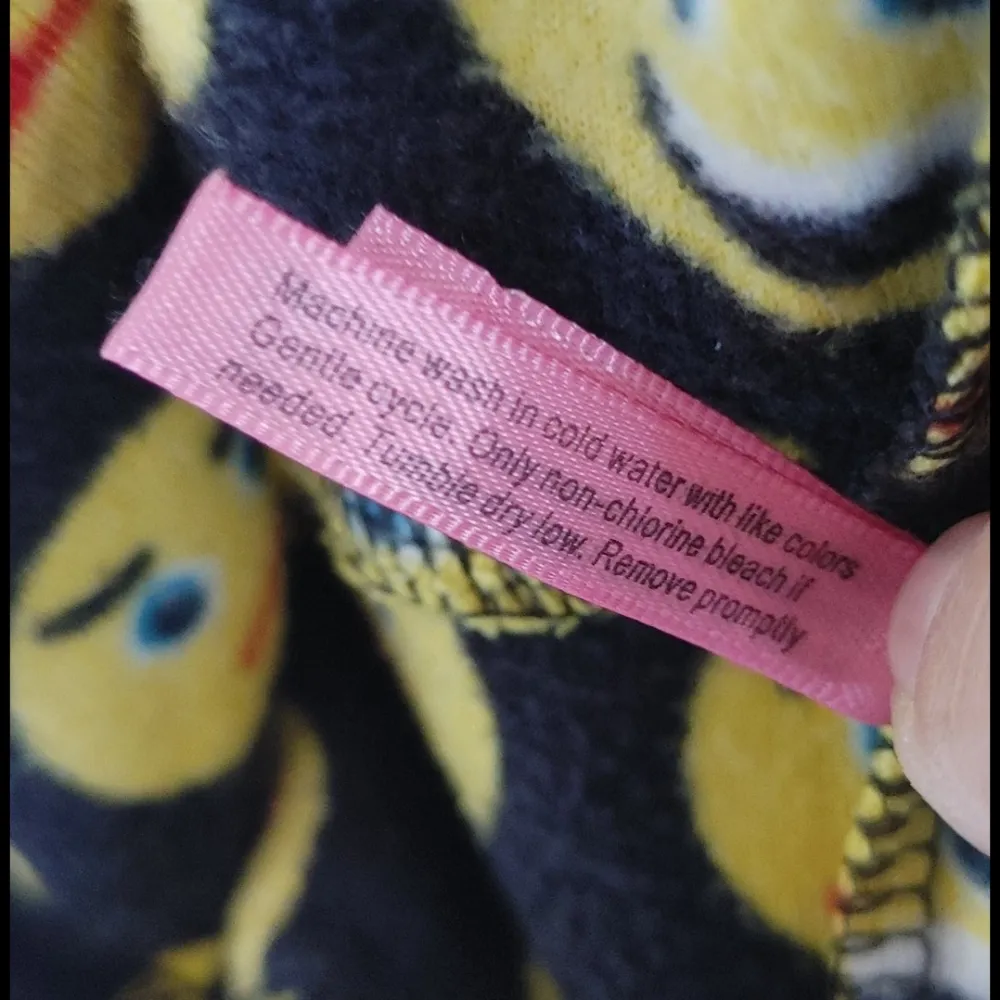 Machine wash in cold water with like colors
Gentle cycle. Only non-chlorine bleach if
needed. Tumble dry low. Remove promptly